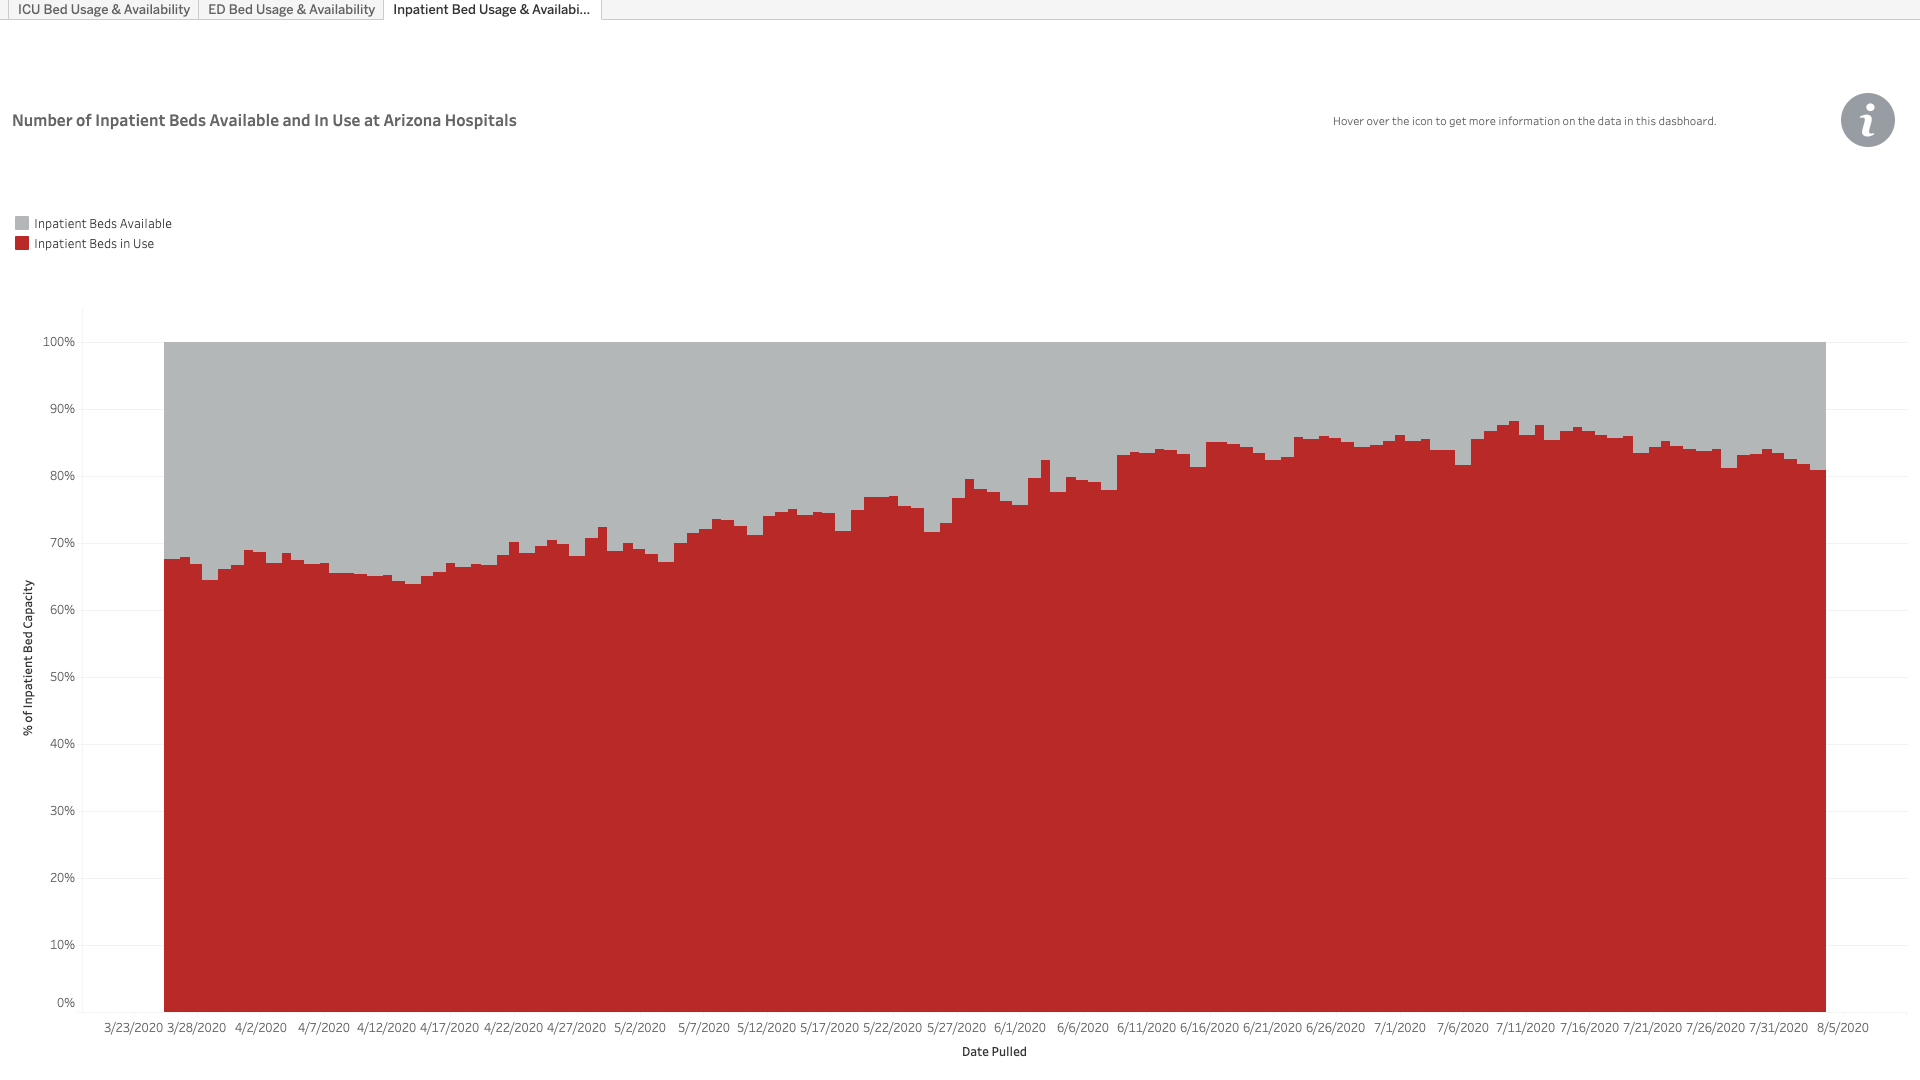 ICU Bed Usage & Availability
ED Bed Usage & Availability
Inpatient Bed Usage & Availabi...
Number of Inpatient Beds Available and In Use at Arizona Hospitals
Hover over the icon to get more information on the data in this dasbhoard.
i
Inpatient Beds Available
Inpatient Beds in Use
% of Inpatient Bed Capacity
100%
90%
80%
70%
60%
50%
40%
30%
20%
10%
0%
3/23/2020 3/28/2020 4/2/2020 4/7/2020 4/12/2020 4/17/2020 4/22/2020 4/27/2020 5/2/2020 5/7/2020 5/12/2020 5/17/2020 5/22/2020 5/27/2020 6/1/2020 6/6/2020 6/11/2020 6/16/2020 6/21/2020 6/26/2020 7/1/2020 7/6/2020 7/11/2020 7/16/2020 7/21/2020 7/26/2020 7/31/2020 8/5/2020
Date Pulled